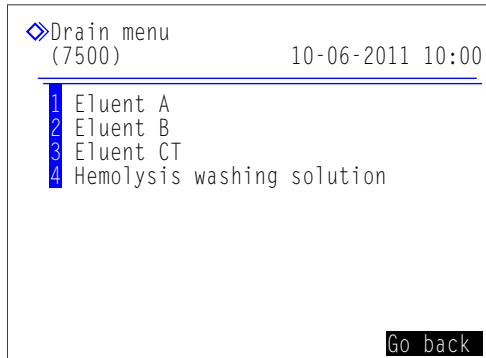 Drain menu
(7500) 10-06-2011 10:00
1 Eluent A
2 Eluent B
3 Eluent CT
4 Hemolysis washing solution
Go back